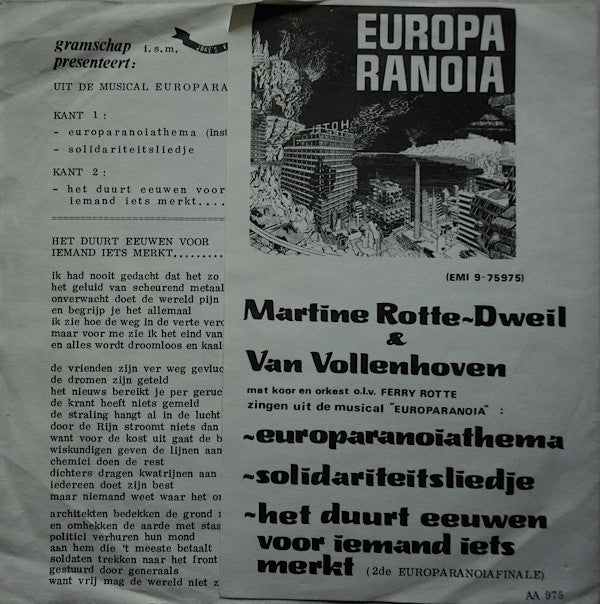 gramschap i.s.m.
presenteert:
UIT DE MUSICAL EUROPARA
KANT 1 :
- europaranoiathema (inst
- solidariteitsliedje
KANT 2 :
- het duurt eeuwen voor
iemand iets merkt....
HET DUURT EEUWEN VOOR
IEMAND IETS MERKT.........
ik had nooit gedacht dat het zo
het geluid van scheurend metaal
onverwacht doet de wereld pijn
en begrijp je het allemaal
ik zie hoe de weg in de verte verd
maar voor me zie ik het eind van
en alles wordt droomloos en kaal
de vrienden zijn ver weg gevluc
de dromen zijn geteld
het nieuws bereikt je per geruc
de krant heeft niets gemeld
de straling hangt al in de lucht
door de Rijn stroomt niets dan
want voor de kost uit gaat de b
wiskundigen geven de lijnen aan
chemici doen de rest
dichters dragen kwatrijnen aan
iedereen doet zijn best
maar niemand weet waar het o
architekten bedekken de grond
en omhekken de aarde met staa
politici verhuren hun mond
aan hem die 't meeste betaalt
soldaten trekken naar het front
gestuurd door generaals
want vrij mag de wereld niet z
EUROPA
RANOIA
HOTE
(EMI 9-75975)
Martine Rotte-Dweil
&
Van Vollenhoven
met koor en orkest o.l.v. FERRY ROTTE
zingen uit de musical "EUROPARANOIA" :
~europaranoiathema
~solidariteitsliedje
~het duurt eeuwen
voor iemand iets
merkt (2de EUROPARANOIAFINALE)
AA 975